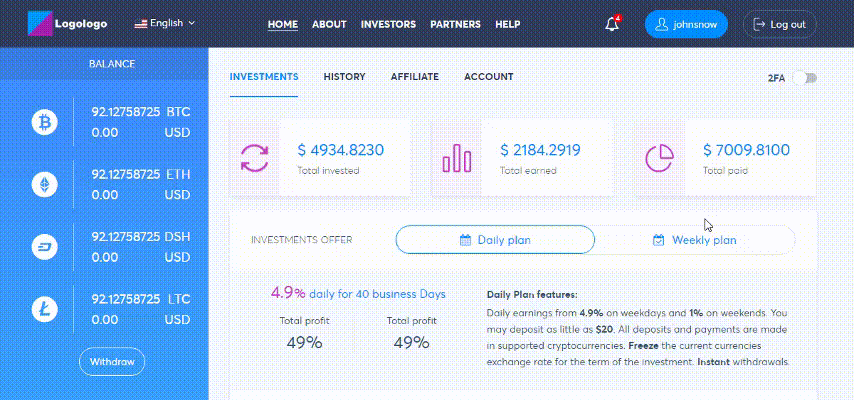 Logologo
English
HOME ABOUT INVESTORS PARTNERS HELP
4
johnsnow
Log out
BALANCE
92.12758725 BTC
0.00 USD
92.12758725 ETH
0.00 USD
92.12758725 DSH
0.00 USD
92.12758725 LTC
0.00 USD
Withdraw
INVESTMENTS HISTORY AFFILIATE ACCOUNT
2FA
$ 4934.8230
Total invested
$ 2184.2919
Total earned
$ 7009.8100
Total paid
INVESTMENTS OFFER
Daily plan
Weekly plan
4.9% daily for 40 business Days
Total profit Total profit
49% 49%
Daily Plan features:
Daily earnings from 4.9% on weekdays and 1% on weekends. You
may deposit as little as $20. All deposits and payments are made
in supported cryptocurrencies. Freeze the current currencies
exchange rate for the term of the investment. Instant withdrawals.